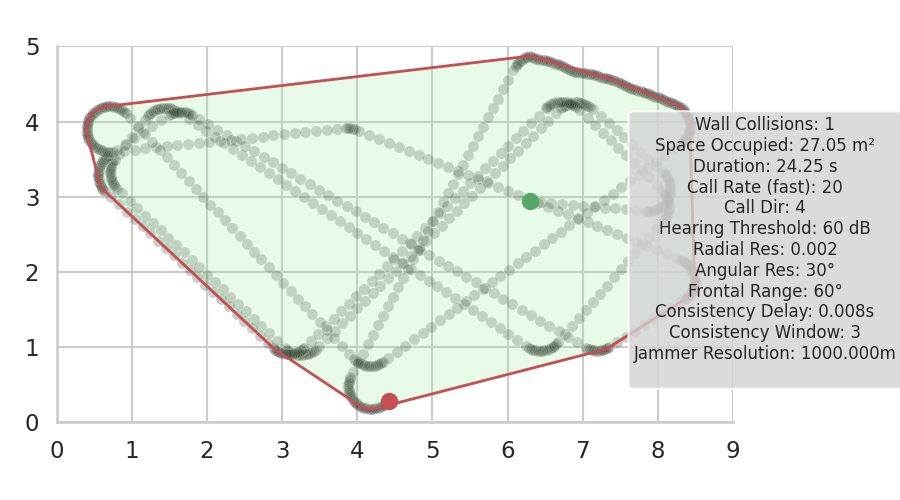 5
4
3
2
1
0
0 1 2 3 4 5 6 7 8 9
Wall Collisions: 1
Space Occupied: 27.05 m²
Duration: 24.25 s
Call Rate (fast): 20
Call Dir: 4
Hearing Threshold: 60 dB
Radial Res: 0.002
Angular Res: 30°
Frontal Range: 60°
Consistency Delay: 0.008s
Consistency Window: 3
Jammer Resolution: 1000.000m